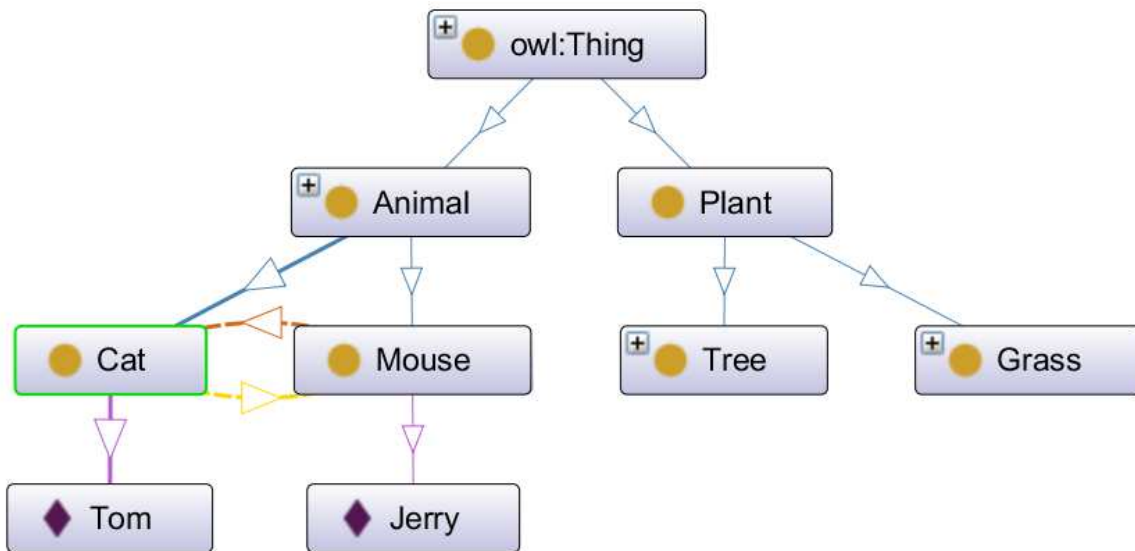 owl:Thing
Animal
Plant
Cat
Mouse
Tree
Grass
Tom
Jerry